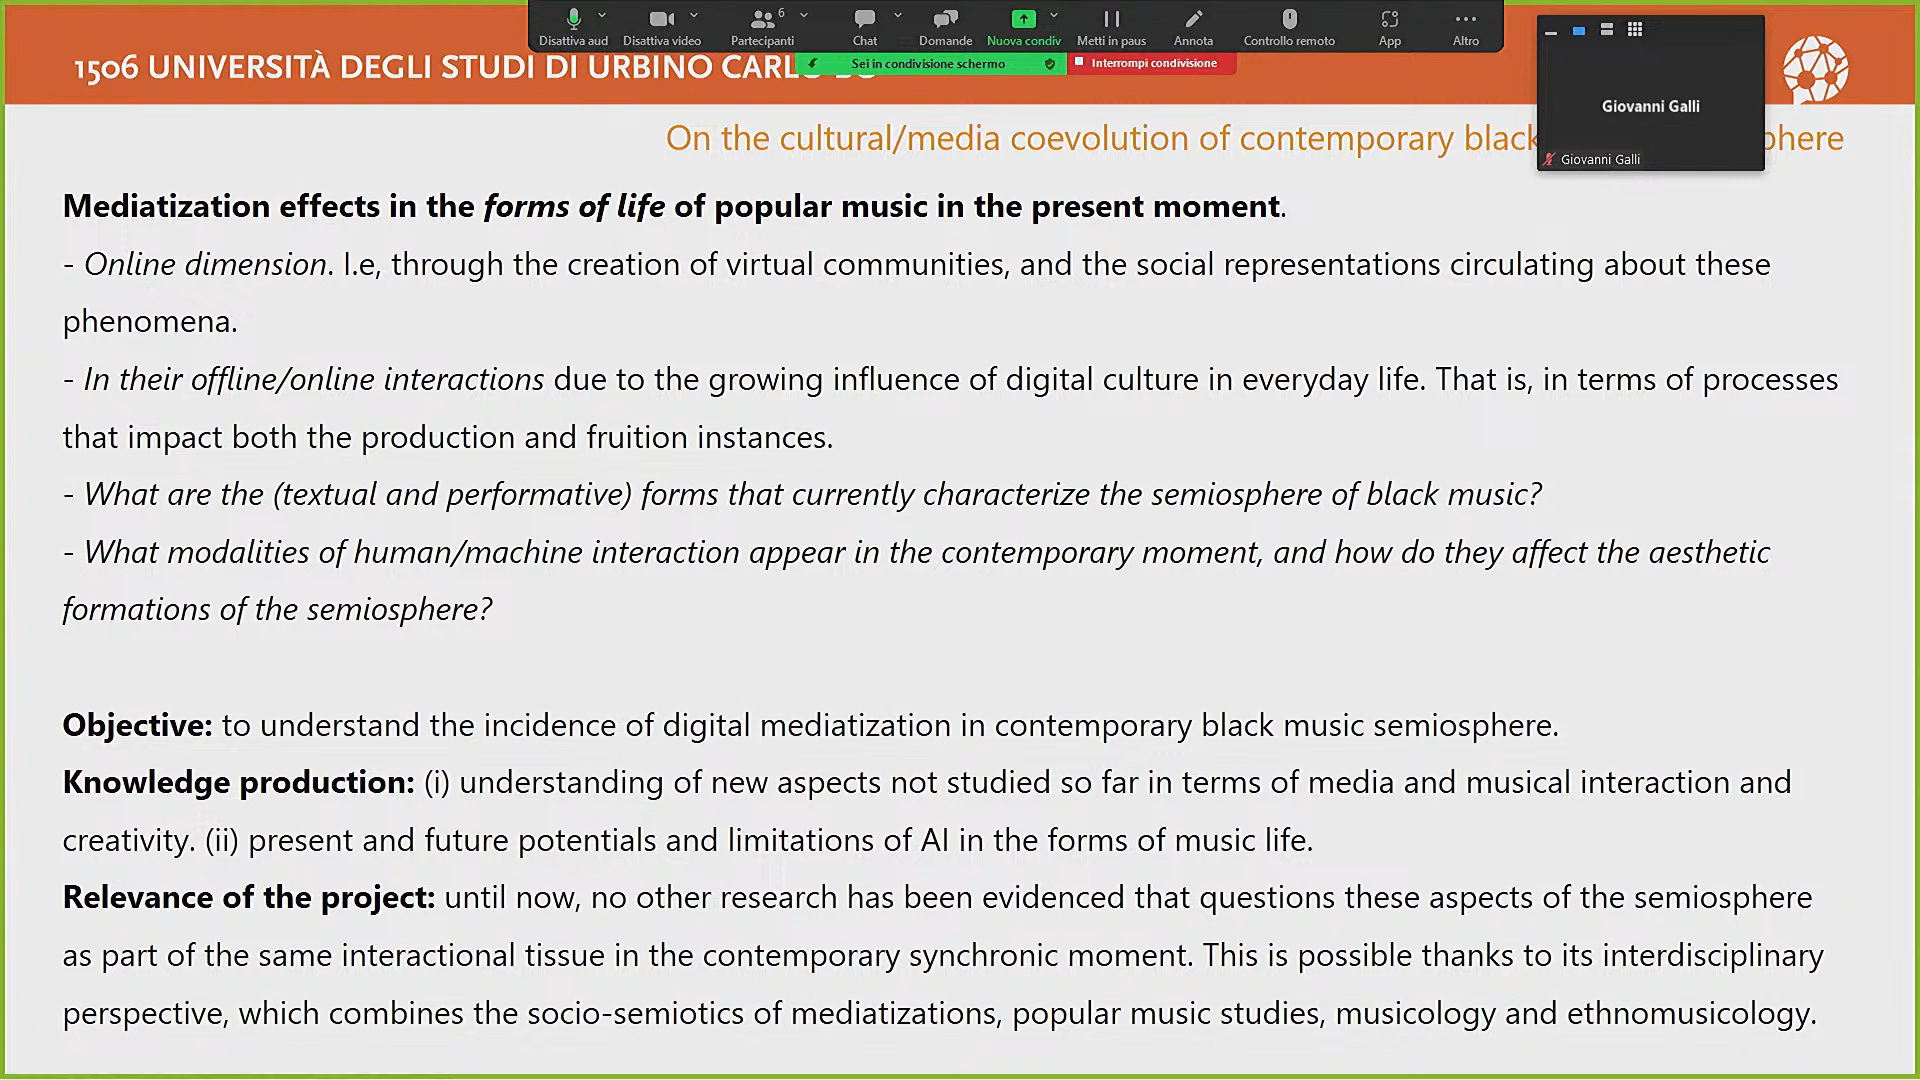 Disattiva aud
Disattiva video
Partecipanti
6
Chat
Domande
Nuova condiv
Metti in paus
Annota
Controllo remoto
App
Altro
Sei in condivisione schermo
Interrompi condivisione
1506 UNIVERSITÀ DEGLI STUDI DI URBINO
Giovanni Galli
Giovanni Galli
On the cultural/media coevolution of contemporary black
Mediatization effects in the forms of life of popular music in the present moment.
- Online dimension. I.e, through the creation of virtual communities, and the social representations circulating about these
phenomena.
- In their offline/online interactions due to the growing influence of digital culture in everyday life. That is, in terms of processes
that impact both the production and fruition instances.
- What are the (textual and performative) forms that currently characterize the semiosphere of black music?
- What modalities of human/machine interaction appear in the contemporary moment, and how do they affect the aesthetic
formations of the semiosphere?
Objective: to understand the incidence of digital mediatization in contemporary black music semiosphere.
Knowledge production: (i) understanding of new aspects not studied so far in terms of media and musical interaction and
creativity. (ii) present and future potentials and limitations of AI in the forms of music life.
Relevance of the project: until now, no other research has been evidenced that questions these aspects of the semiosphere
as part of the same interactional tissue in the contemporary synchronic moment. This is possible thanks to its interdisciplinary
perspective, which combines the socio-semiotics of mediatizations, popular music studies, musicology and ethnomusicology.